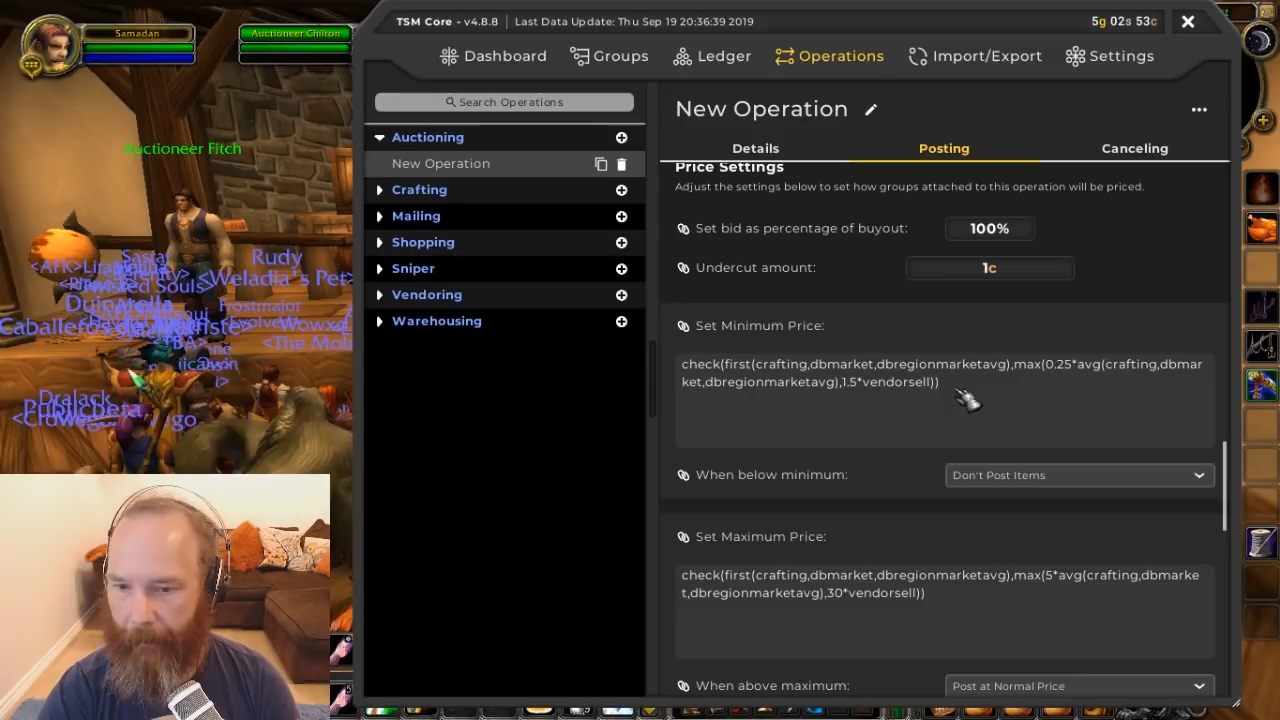 TSM Core - v4.8.8 | Last Data Update: Thu Sep 19 20:36:39 2019
5g 02s 53c
Samadan
Auctioneer Chilton
Dashboard Groups Ledger Operations Import/Export Settings
Search Operations
Auctioning
New Operation
Crafting
Mailing
Shopping
Sniper
Vendoring
Warehousing
New Operation
Details Posting Canceling
Price Settings
Adjust the settings below to set how groups attached to this operation will be priced.
Set bid as percentage of buyout: 100%
Undercut amount: 1c
Set Minimum Price:
check(first(crafting,dbmarket,dbregionmarketavg),max(0.25*avg(crafting,dbmar
ket,dbregionmarketavg),1.5*vendorsell))
When below minimum: Don't Post Items
Set Maximum Price:
check(first(crafting,dbmarket,dbregionmarketavg),max(5*avg(crafting,dbmarke
t,dbregionmarketavg),30*vendorsell))
When above maximum: Post at Normal Price
Auctioneer Fitch
Rudy
<Weladia's Pet>
Frostmajor
Dralack